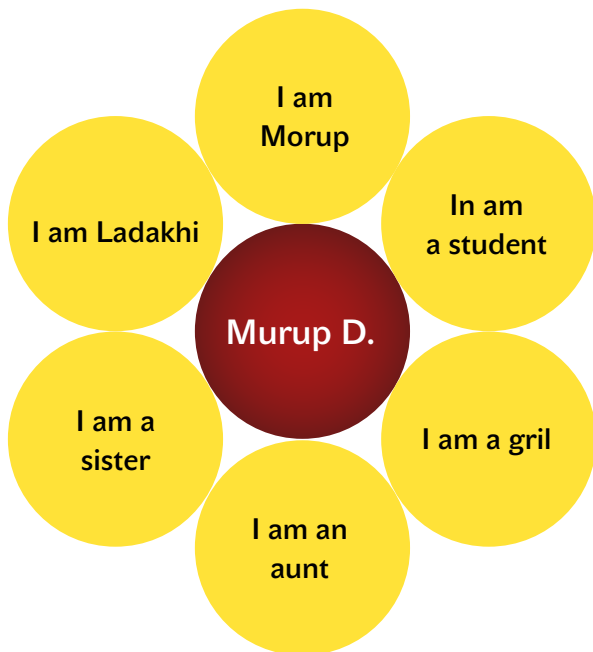 I am
Morup
In am
a student
I am a gril
I am an
aunt
I am a
sister
I am Ladakhi
Murup D.